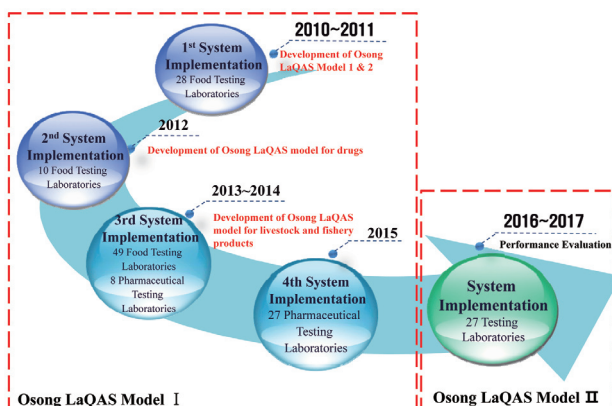 2010~2011
1st System
Implementation
28 Food Testing
Laboratories
Development of Osong
LaQAS Model 1 & 2
2012
2nd System
Implementation
10 Food Testing
Laboratories
Development of Osong LaQAS model for drugs
2013~2014
3rd System
Implementation
49 Food Testing
Laboratories
8 Pharmaceutical
Testing
Laboratories
Development of Osong LaQAS
model for livestock and fishery
products
2015
4th System
Implementation
27 Pharmaceutical
Testing
Laboratories
2016~2017
Performance Evaluation
System
Implementation
27 Testing
Laboratories
Osong LaQAS Model Ⅰ
Osong LaQAS Model Ⅱ